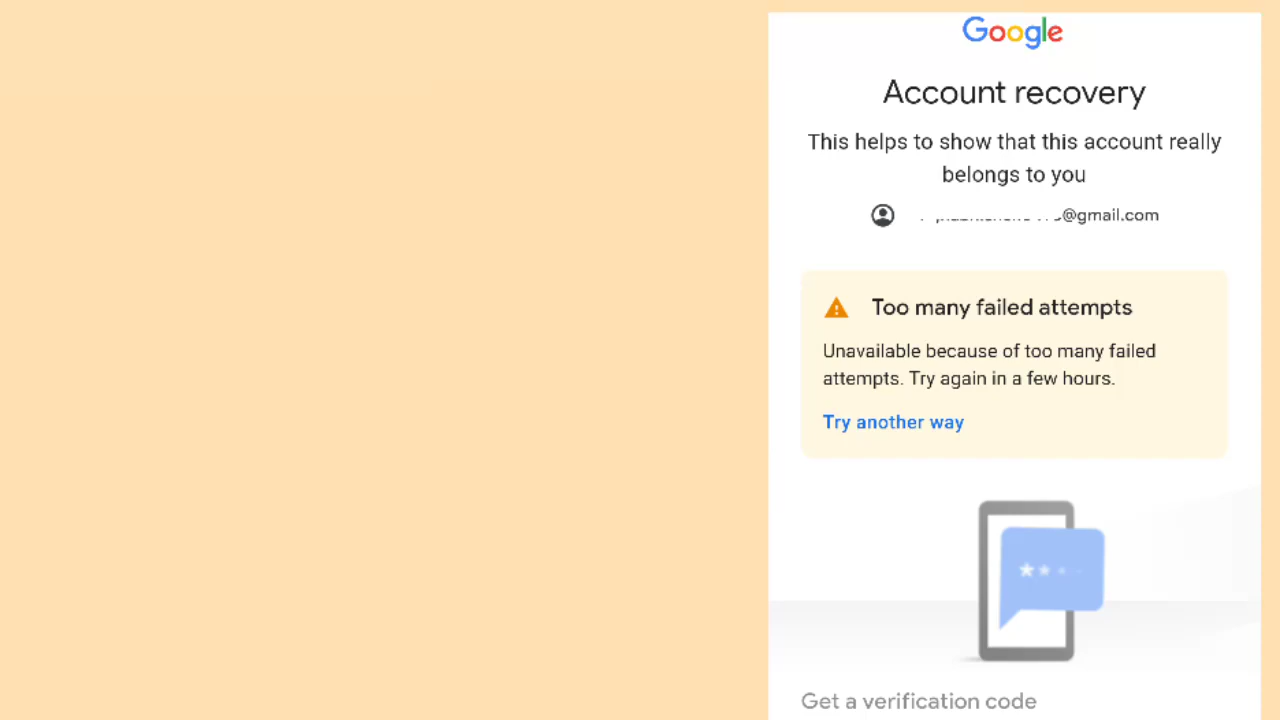 Google
Account recovery
This helps to show that this account really
belongs to you
@gmail.com
Too many failed attempts
Unavailable because of too many failed
attempts. Try again in a few hours.
Try another way
Get a verification code